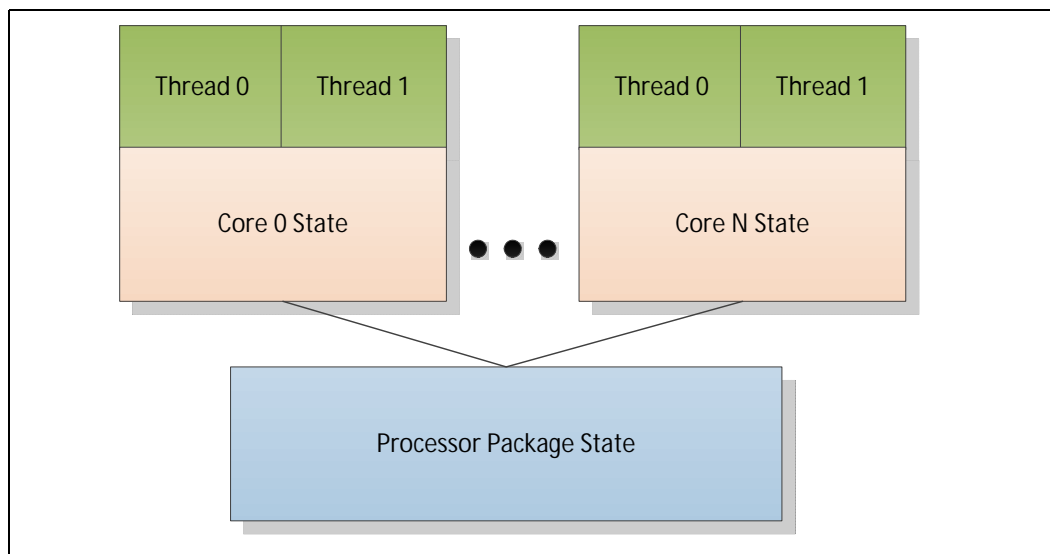 Thread 0
Thread 1
Thread 0
Thread 1
Core 0 State
Core N State
Processor Package State